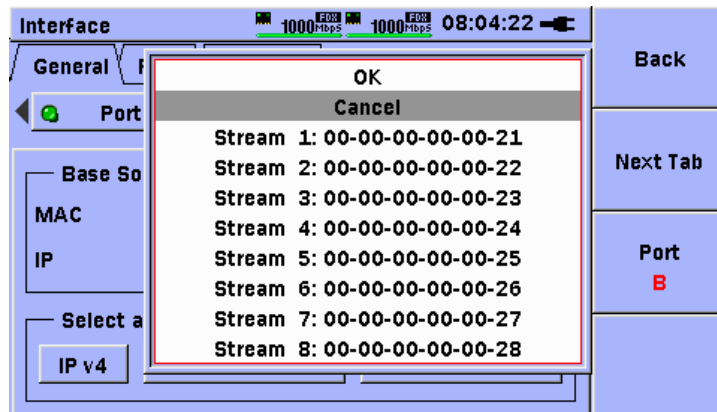 Interface 1000 FDX Mbps 1000 FDX Mbps 08:04:22
General
Port
Base So
MAC
IP
Select a
IP v4
OK
Cancel
Stream 1: 00-00-00-00-00-21
Stream 2: 00-00-00-00-00-22
Stream 3: 00-00-00-00-00-23
Stream 4: 00-00-00-00-00-24
Stream 5: 00-00-00-00-00-25
Stream 6: 00-00-00-00-00-26
Stream 7: 00-00-00-00-00-27
Stream 8: 00-00-00-00-00-28
Back
Next Tab
Port
B